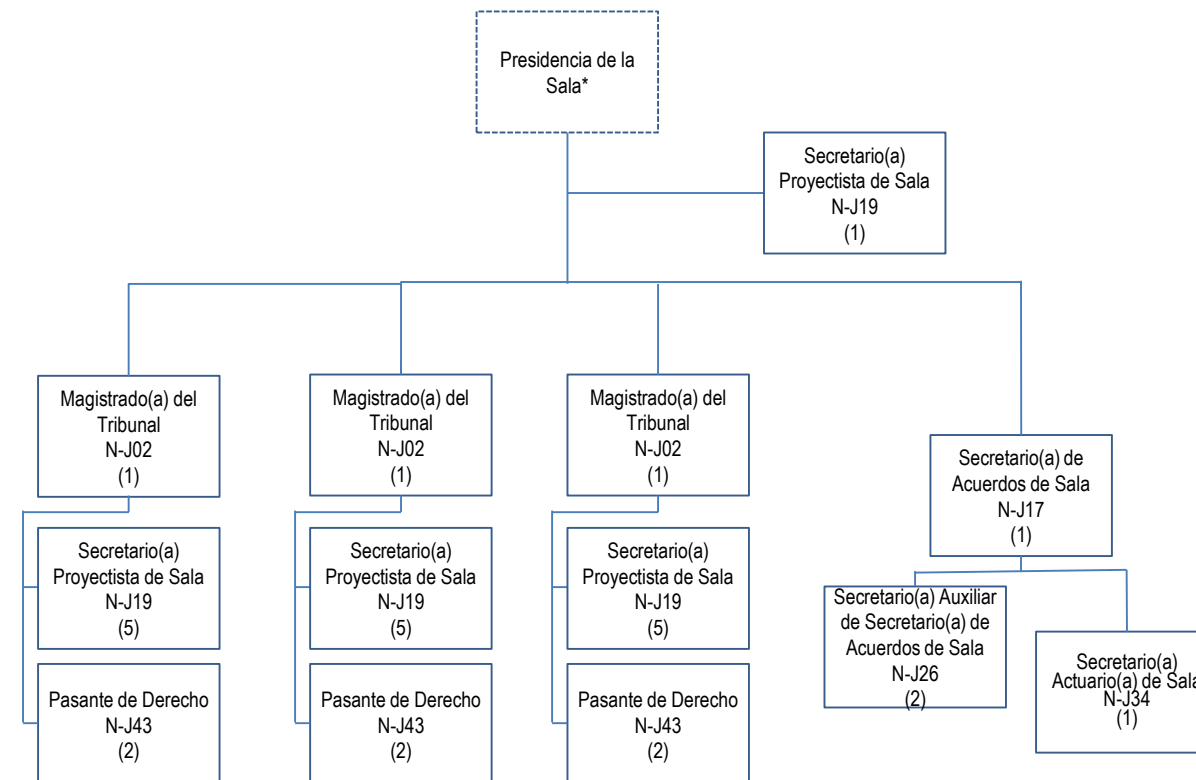 Presidencia de la
Sala*
Secretario(a)
Proyectista de Sala
N-J19
(1)
Magistrado(a) del
Tribunal
N-J02
(1)
Magistrado(a) del
Tribunal
N-J02
(1)
Magistrado(a) del
Tribunal
N-J02
(1)
Secretario(a) de
Acuerdos de Sala
N-J17
(1)
Secretario(a)
Proyectista de Sala
N-J19
(5)
Secretario(a)
Proyectista de Sala
N-J19
(5)
Secretario(a)
Proyectista de Sala
N-J19
(5)
Secretario(a) Auxiliar
de Secretario(a) de
Acuerdos de Sala
N-J26
(2)
Secretario(a)
Actuario(a) de Sala
N-J34
(1)
Pasante de Derecho
N-J43
(2)
Pasante de Derecho
N-J43
(2)
Pasante de Derecho
N-J43
(2)